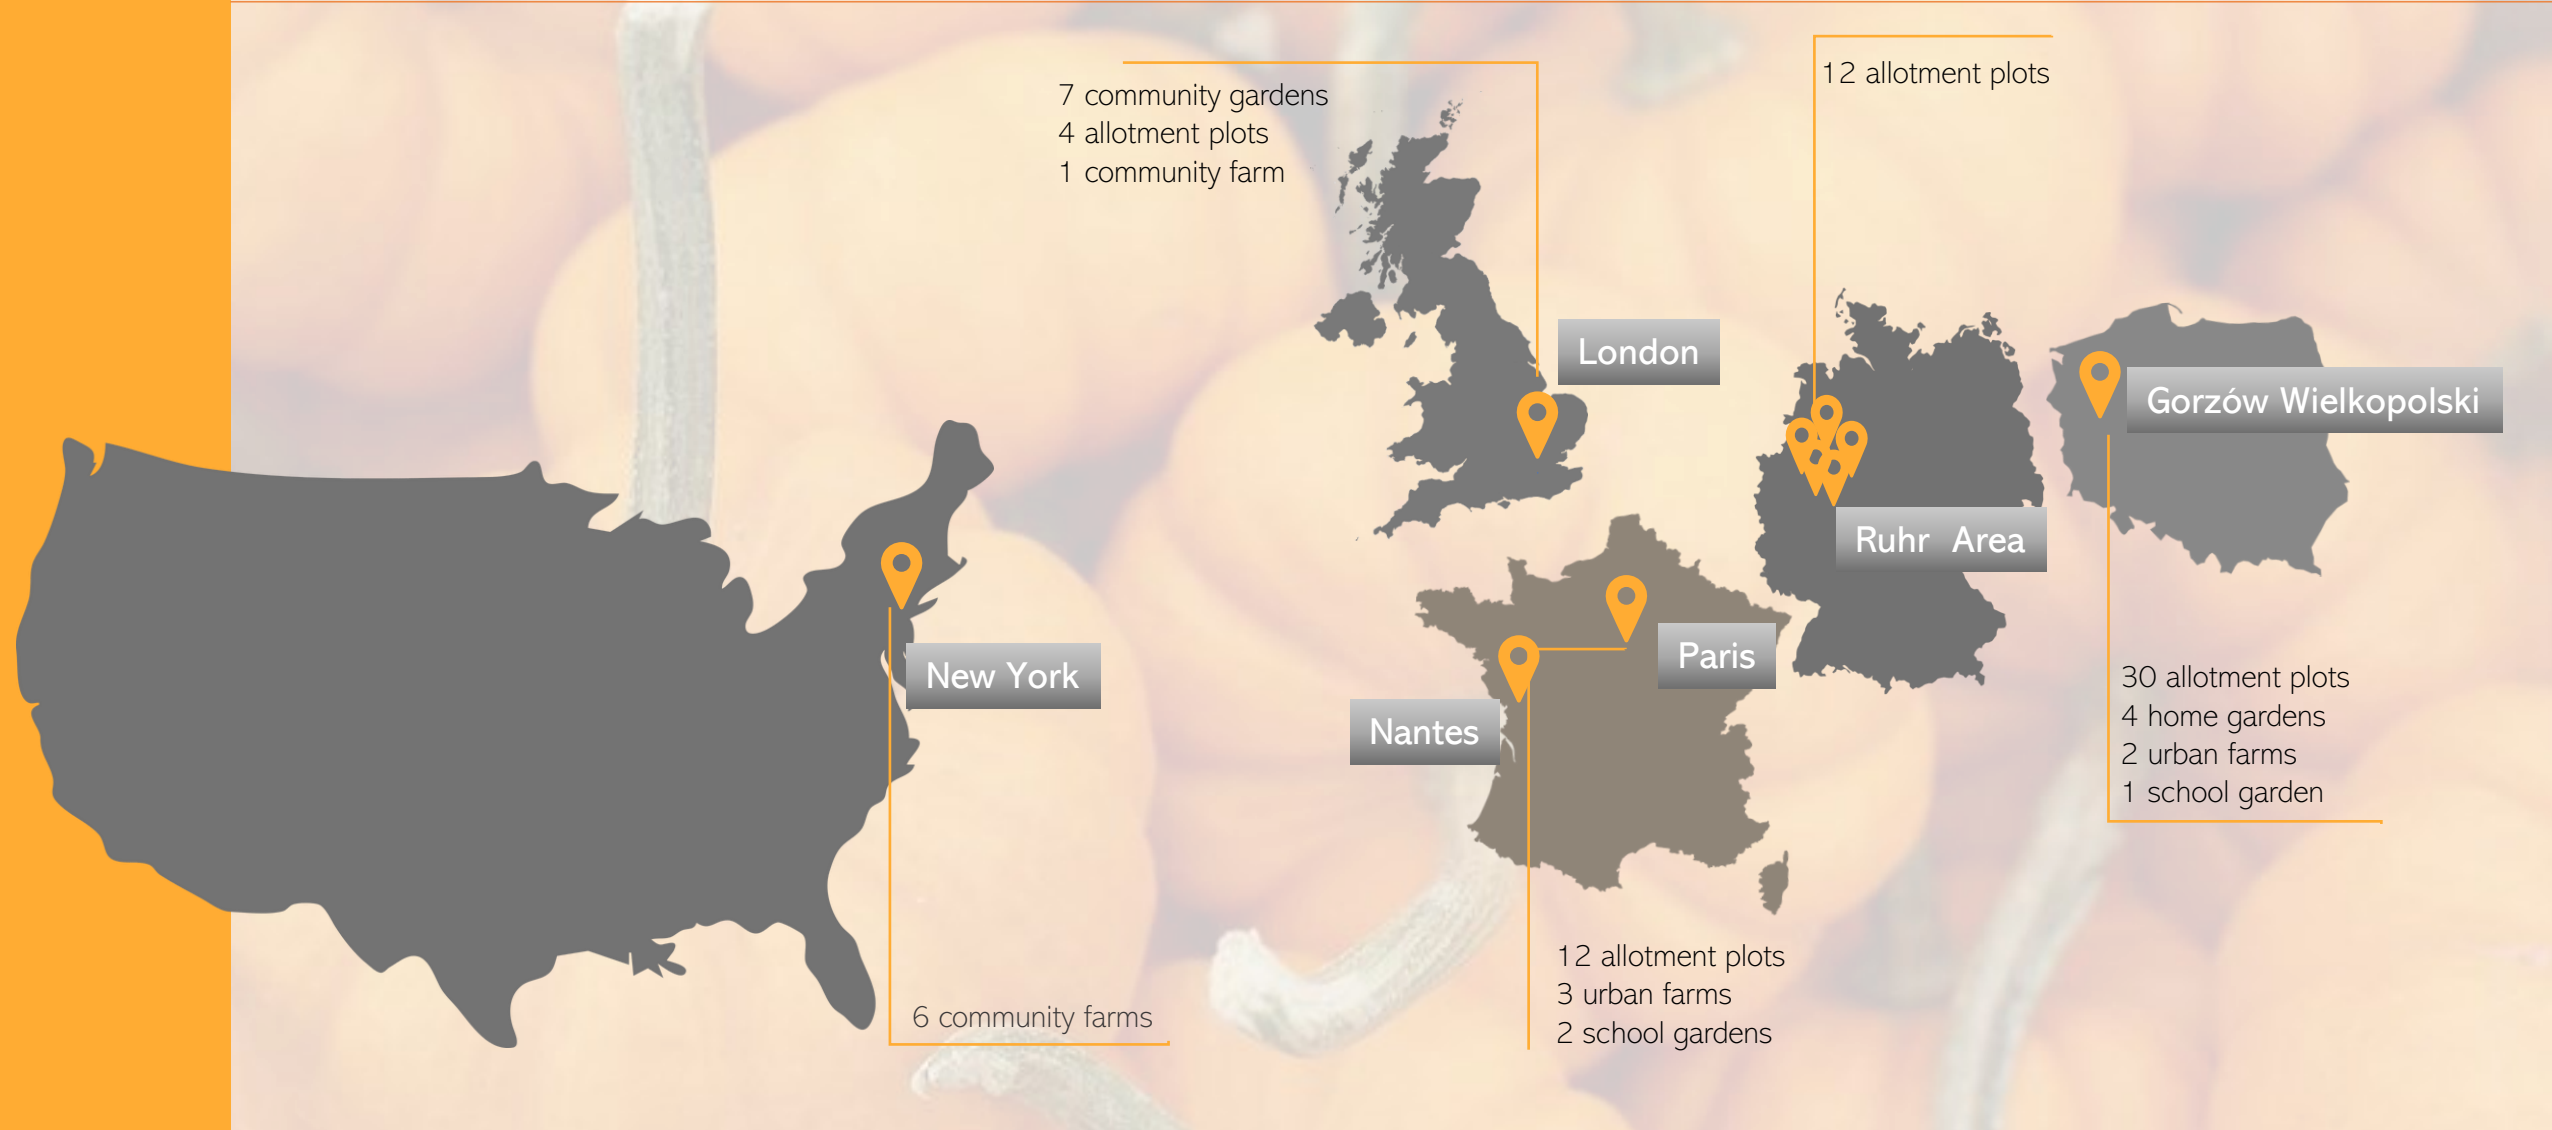 7 community gardens
4 allotment plots
1 community farm
12 allotment plots
London
Gorzów Wielkopolski
Ruhr Area
New York
Paris
Nantes
30 allotment plots
4 home gardens
2 urban farms
1 school garden
12 allotment plots
3 urban farms
2 school gardens
6 community farms